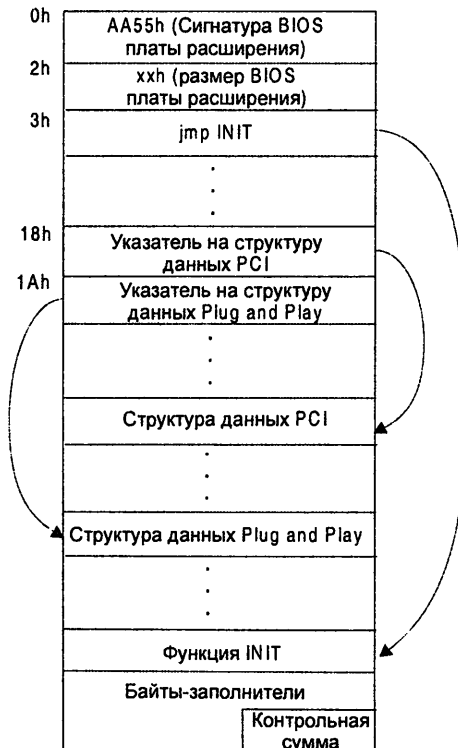 0h
AA55h (Сигнатура BIOS
платы расширения)
2h
xxh (размер BIOS
платы расширения)
3h
jmp INIT
18h
Указатель на структуру
данных PCI
1Ah
Указатель на структуру
данных Plug and Play
Структура данных PCI
Структура данных Plug and Play
Функция INIT
Байты-заполнители
Контрольная
сумма